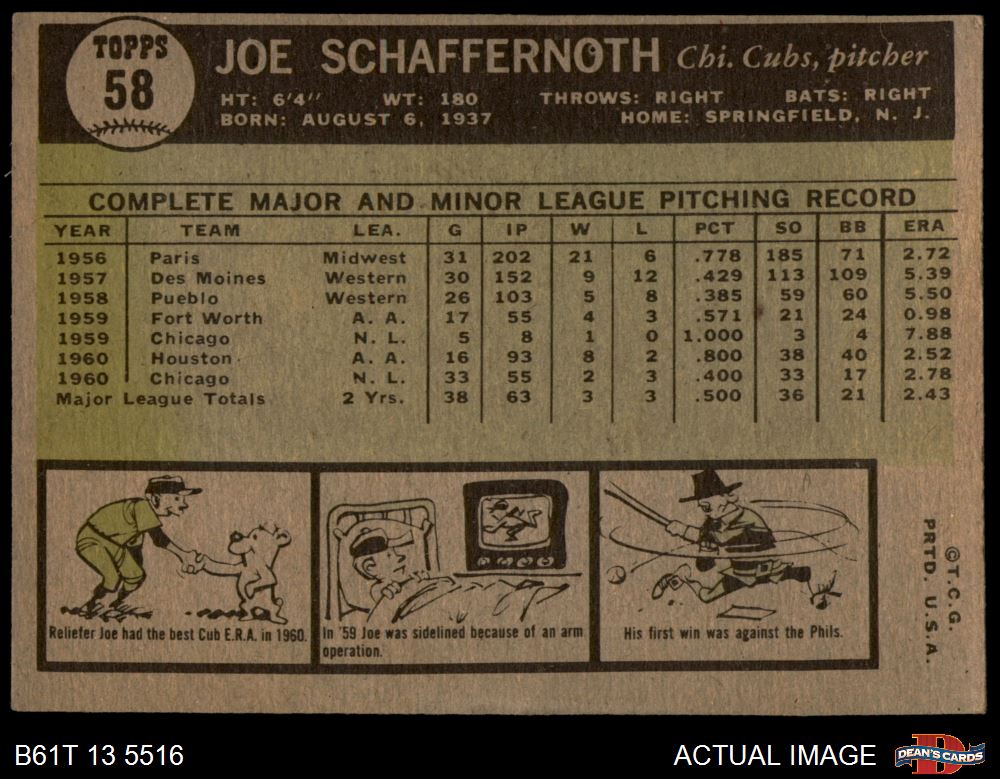 TOPPS
58
JOE SCHAFFERNOTH Chi. Cubs, pitcher
HT: 6'4" WT: 180 THROWS: RIGHT BATS: RIGHT
BORN: AUGUST 6, 1937 HOME: SPRINGFIELD, N. J.
COMPLETE MAJOR AND MINOR LEAGUE PITCHING RECORD
YEAR TEAM LEA. G IP W L PCT SO BB ERA
1956 Paris Midwest 31 202 21 6 .778 185 71 2.72
1957 Des Moines Western 30 152 9 12 .429 113 109 5.39
1958 Pueblo Western 26 103 5 8 .385 59 60 5.50
1959 Fort Worth A. A. 17 55 4 3 .571 21 24 0.98
1959 Chicago N. L. 5 8 1 0 1.000 3 4 7.88
1960 Houston A. A. 16 93 8 2 .800 38 40 2.52
1960 Chicago N. L. 33 55 2 3 .400 33 17 2.78
Major League Totals 2 Yrs. 38 63 3 3 .500 36 21 2.43
Reliefer Joe had the best Cub E.R.A. in 1960.
In '59 Joe was sidelined because of an arm
operation.
His first win was against the Phils.
©T.C.G.
PRTD. U.S.A.
B61T 13 5516
ACTUAL IMAGE
DEAN'S CARDS